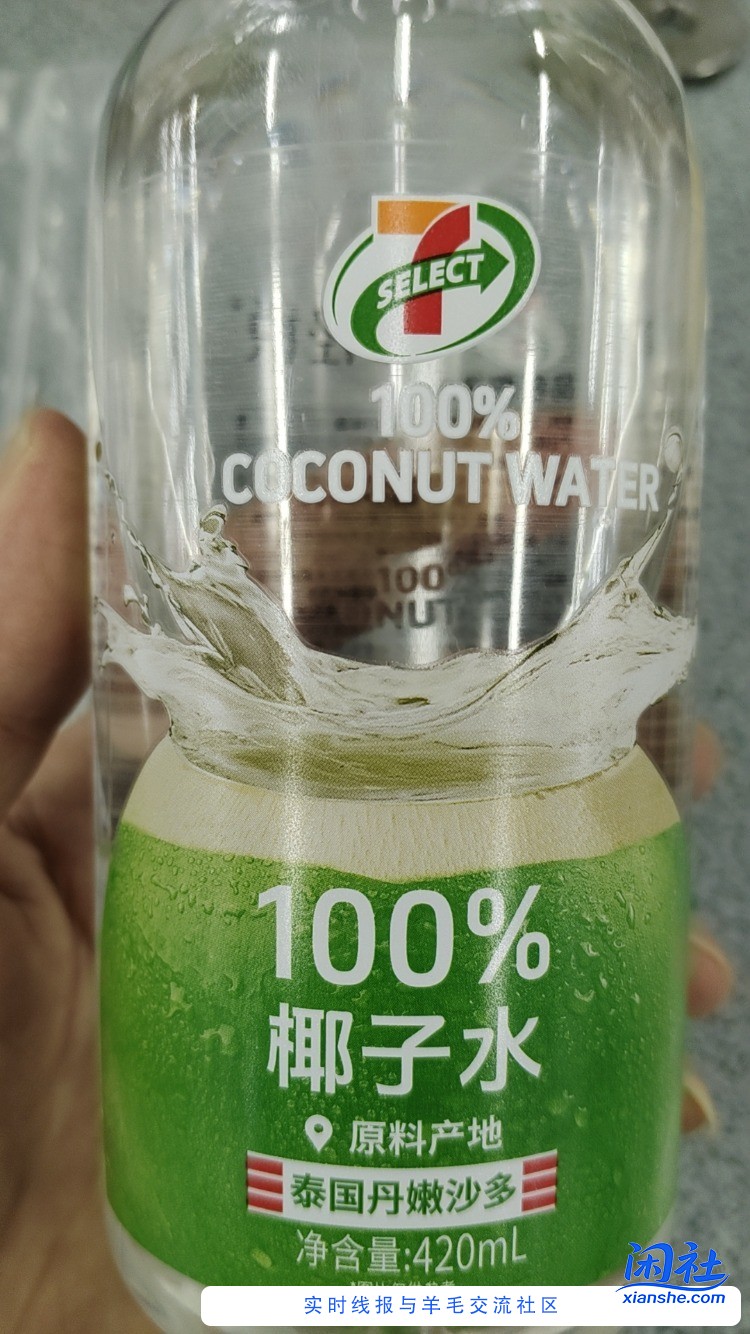 7
SELECT
100%
COCONUT WATER
100%
椰子水
原料产地
泰国丹嫩沙多
净含量:420mL
闲社
xianshe.com
实时线报与羊毛交流社区